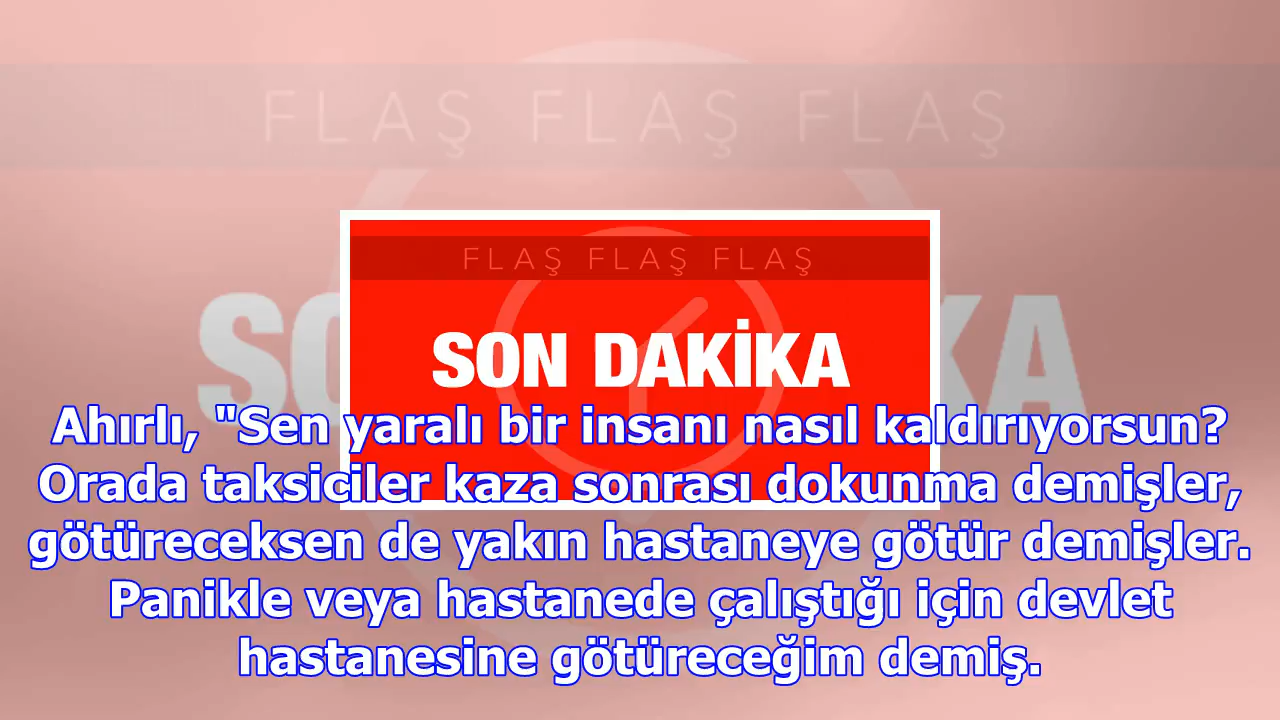 FLAŞ FLAŞ FLAŞ
FLAŞ FLAŞ FLAŞ
SON DAKİKA
Ahırlı, "Sen yaralı bir insanı nasıl kaldırıyorsun?
Orada taksiciler kaza sonrası dokunma demişler,
götüreceksen de yakın hastaneye götür demişler.
Panikle veya hastanede çalıştığı için devlet
hastanesine götüreceğim demiş.